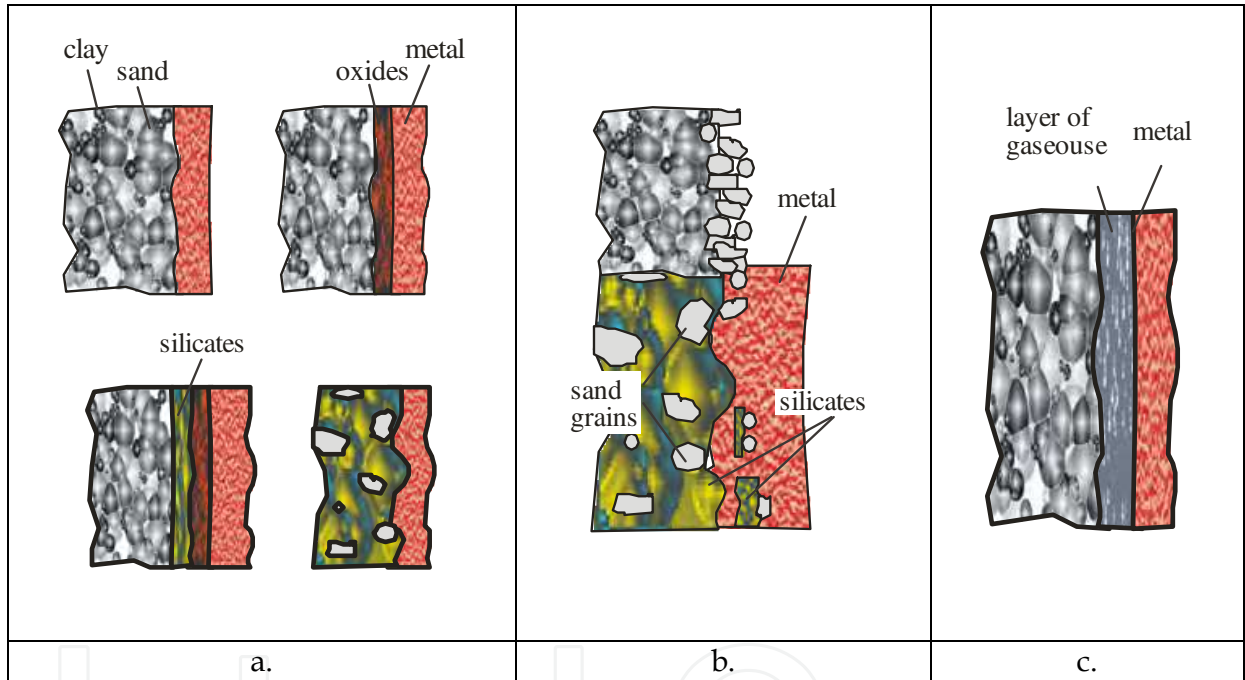 clay
sand
oxides
metal
silicates
a.
metal
sand
grains
silicates
b.
layer of
gaseouse
metal
c.